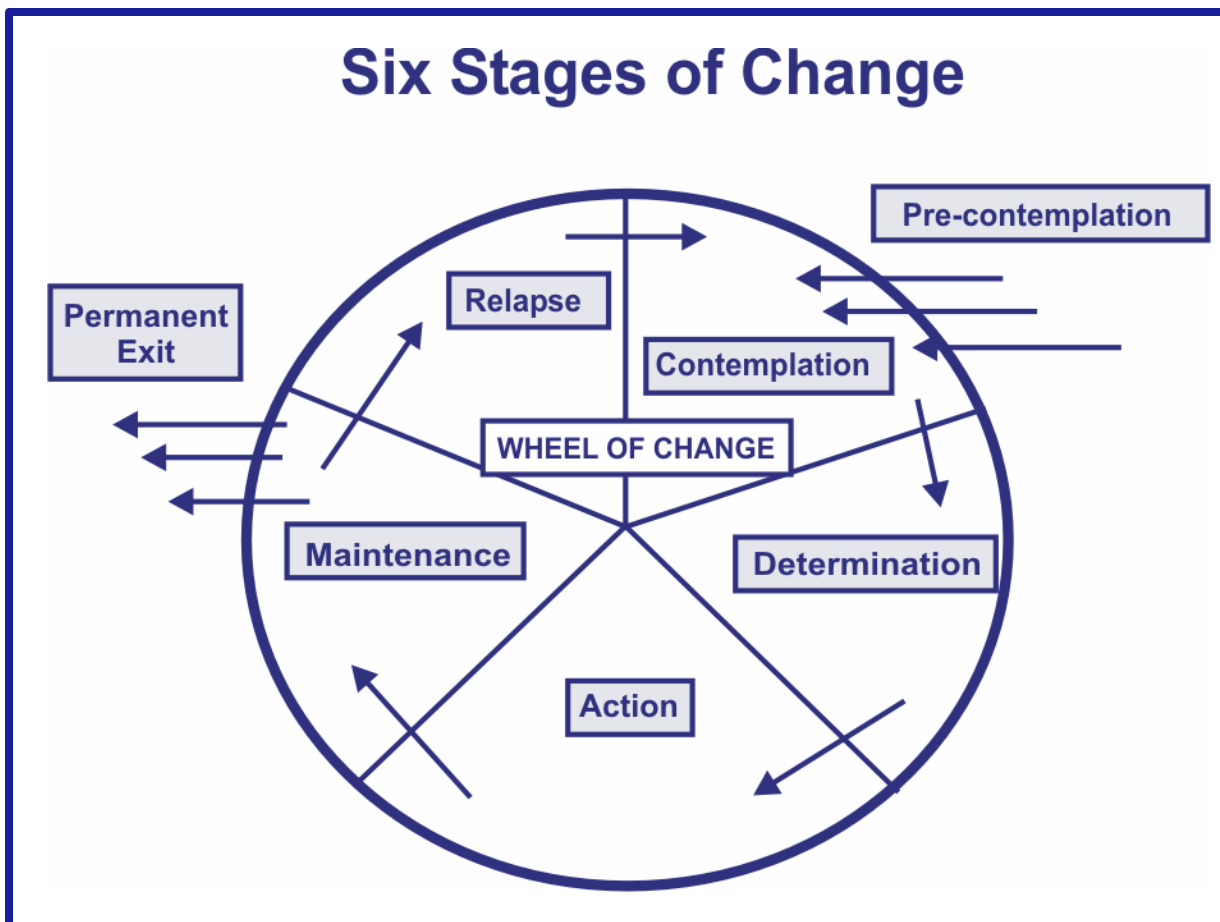 Six Stages of Change
Pre-contemplation
Relapse
Permanent
Exit
Contemplation
WHEEL OF CHANGE
Maintenance
Determination
Action